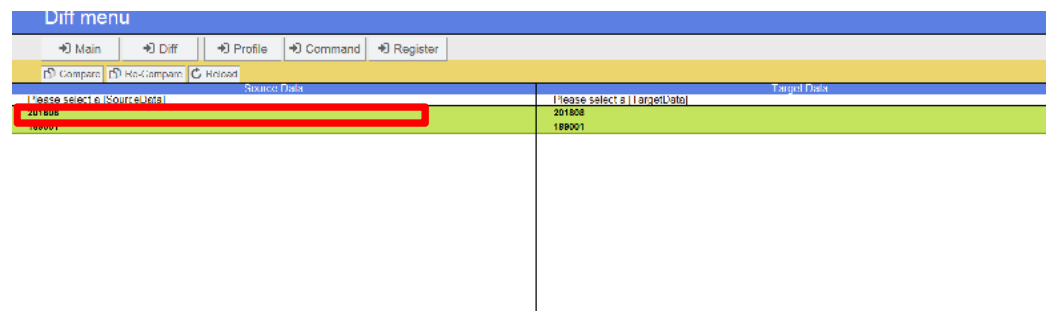 Diff menu
Main Diff Profile Command Register
Compare Re-Compare Reload
Source Data Target Data
Please select a [SourceData] Please select a [TargetData]
201808 201808
189001 189001